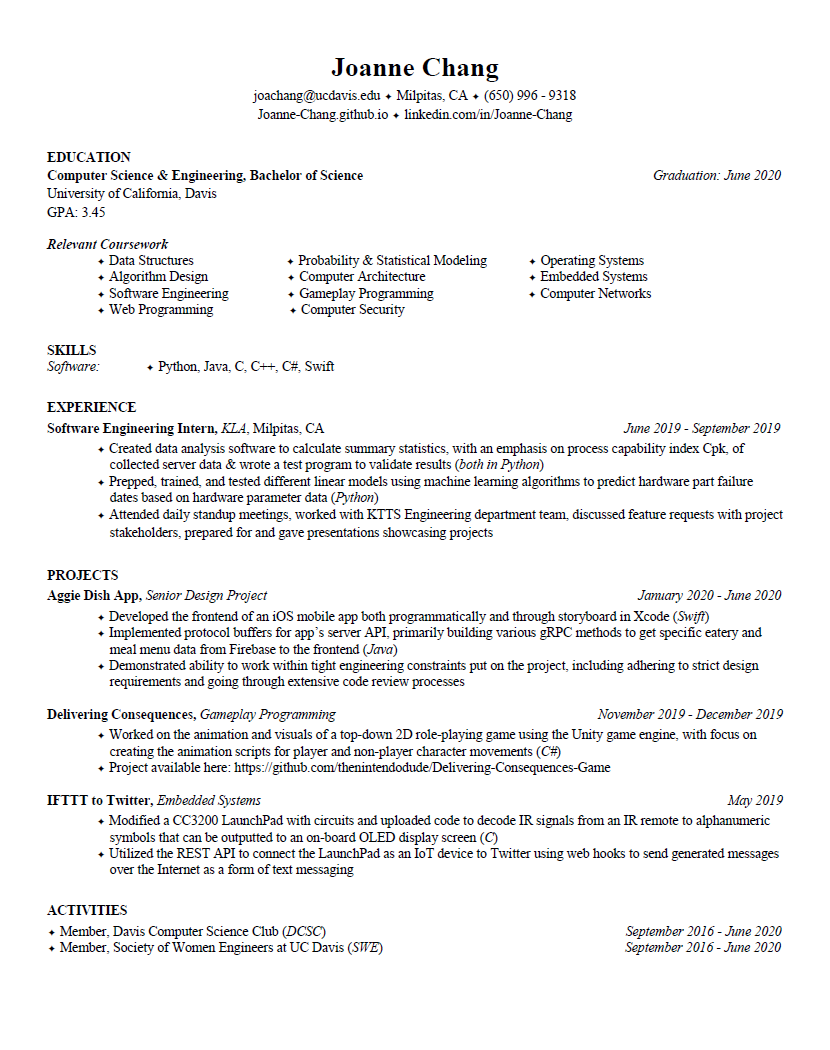 Joanne Chang
joachang@ucdavis.edu ✦ Milpitas, CA ✦ (650) 996 - 9318
Joanne-Chang.github.io ✦ linkedin.com/in/Joanne-Chang
EDUCATION
Computer Science & Engineering, Bachelor of Science Graduation: June 2020
University of California, Davis
GPA: 3.45
Relevant Coursework
✦ Data Structures ✦ Probability & Statistical Modeling ✦ Operating Systems
✦ Algorithm Design ✦ Computer Architecture ✦ Embedded Systems
✦ Software Engineering ✦ Gameplay Programming ✦ Computer Networks
✦ Web Programming ✦ Computer Security
SKILLS
Software: ✦ Python, Java, C, C++, C#, Swift
EXPERIENCE
Software Engineering Intern, KLA, Milpitas, CA June 2019 - September 2019
✦ Created data analysis software to calculate summary statistics, with an emphasis on process capability index Cpk, of
collected server data & wrote a test program to validate results (both in Python)
✦ Prepped, trained, and tested different linear models using machine learning algorithms to predict hardware part failure
dates based on hardware parameter data (Python)
✦ Attended daily standup meetings, worked with KTTS Engineering department team, discussed feature requests with project
stakeholders, prepared for and gave presentations showcasing projects
PROJECTS
Aggie Dish App, Senior Design Project January 2020 - June 2020
✦ Developed the frontend of an iOS mobile app both programmatically and through storyboard in Xcode (Swift)
✦ Implemented protocol buffers for app's server API, primarily building various gRPC methods to get specific eatery and
meal menu data from Firebase to the frontend (Java)
✦ Demonstrated ability to work within tight engineering constraints put on the project, including adhering to strict design
requirements and going through extensive code review processes
Delivering Consequences, Gameplay Programming November 2019 - December 2019
✦ Worked on the animation and visuals of a top-down 2D role-playing game using the Unity game engine, with focus on
creating the animation scripts for player and non-player character movements (C#)
✦ Project available here: https://github.com/thenintendodude/Delivering-Consequences-Game
IFTTT to Twitter, Embedded Systems May 2019
✦ Modified a CC3200 LaunchPad with circuits and uploaded code to decode IR signals from an IR remote to alphanumeric
symbols that can be outputted to an on-board OLED display screen (C)
✦ Utilized the REST API to connect the LaunchPad as an IoT device to Twitter using web hooks to send generated messages
over the Internet as a form of text messaging
ACTIVITIES
✦ Member, Davis Computer Science Club (DCSC) September 2016 - June 2020
✦ Member, Society of Women Engineers at UC Davis (SWE) September 2016 - June 2020